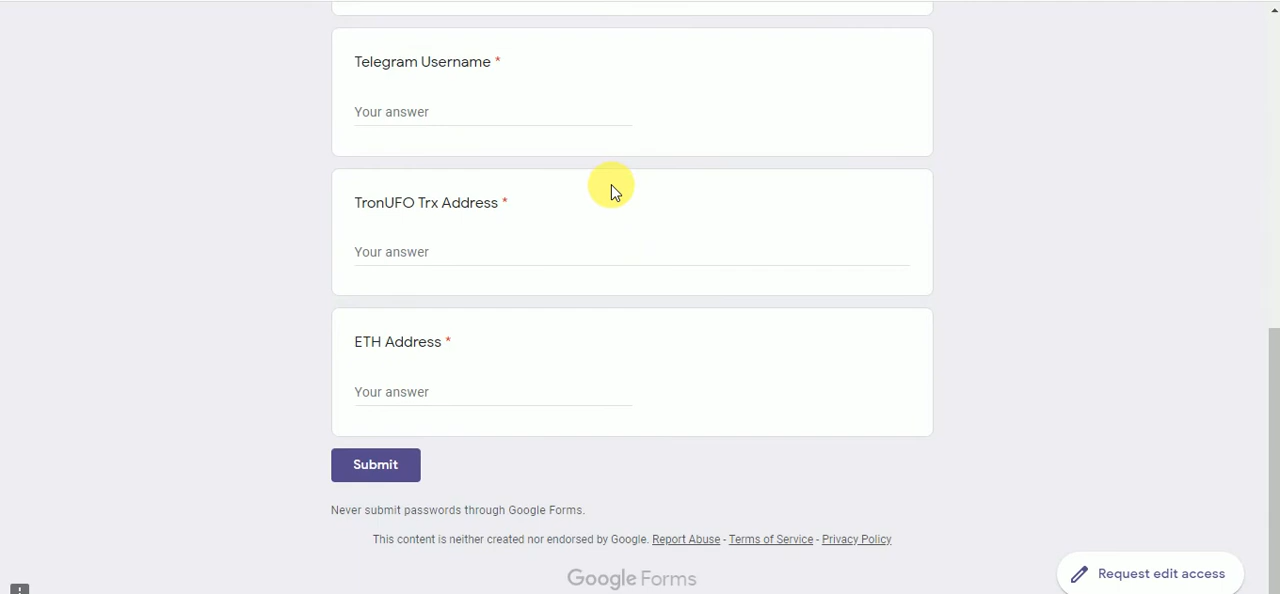 Telegram Username *
Your answer
TronUFO Trx Address *
Your answer
ETH Address *
Your answer
Submit
Never submit passwords through Google Forms.
This content is neither created nor endorsed by Google. Report Abuse - Terms of Service - Privacy Policy
Google Forms
Request edit access
!